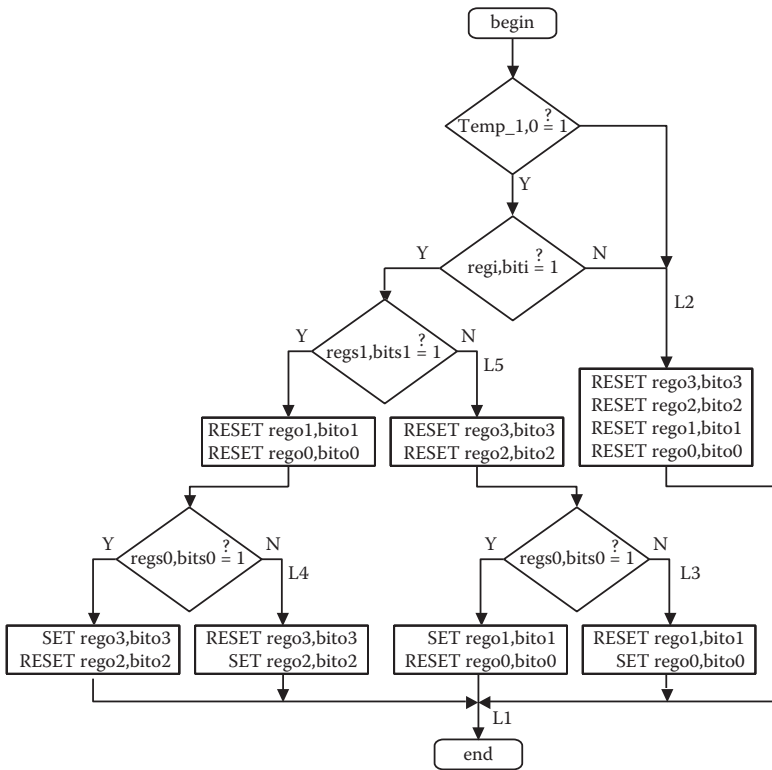 begin
Temp_1,0 ?= 1
Y
regi,biti ?= 1
Y
N
L2
regs1,bits1 ?= 1
Y
N
L5
RESET rego3,bito3
RESET rego2,bito2
RESET rego1,bito1
RESET rego0,bito0
RESET rego1,bito1
RESET rego0,bito0
RESET rego3,bito3
RESET rego2,bito2
regs0,bits0 ?= 1
Y
N
L4
regs0,bits0 ?= 1
Y
N
L3
SET rego3,bito3
RESET rego2,bito2
RESET rego3,bito3
SET rego2,bito2
SET rego1,bito1
RESET rego0,bito0
RESET rego1,bito1
SET rego0,bito0
L1
end